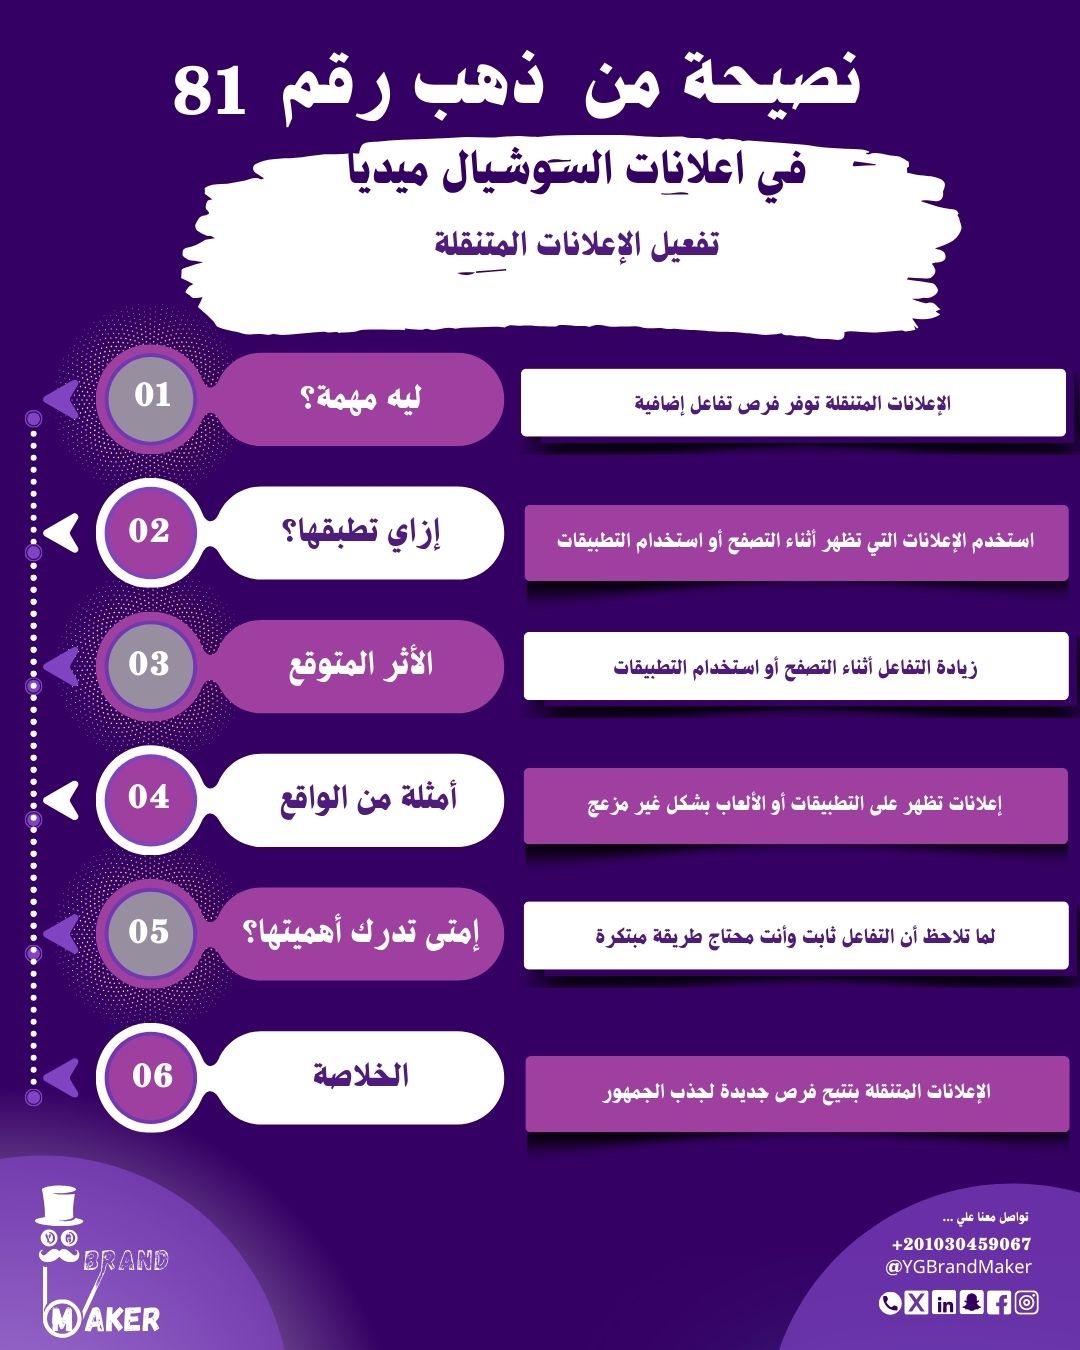 نصيحة من ذهب رقم 81
في اعلانات السوشيال ميديا
تفعيل الإعلانات المتنقلة
01
ليه مهمة؟
الإعلانات المتنقلة توفر فرص تفاعل إضافية
02
إزاي تطبقها؟
استخدم الإعلانات التي تظهر أثناء التصفح أو استخدام التطبيقات
03
الأثر المتوقع
زيادة التفاعل أثناء التصفح أو استخدام التطبيقات
04
أمثلة من الواقع
إعلانات تظهر على التطبيقات أو الألعاب بشكل غير مزعج
05
إمتى تدرك أهميتها؟
لما تلاحظ أن التفاعل ثابت وأنت محتاج طريقة مبتكرة
06
الخلاصة
الإعلانات المتنقلة بتتيح فرص جديدة لجذب الجمهور
تواصل معنا علي ...
+201030459067
@YGBrandMaker
BRAND
MAKER